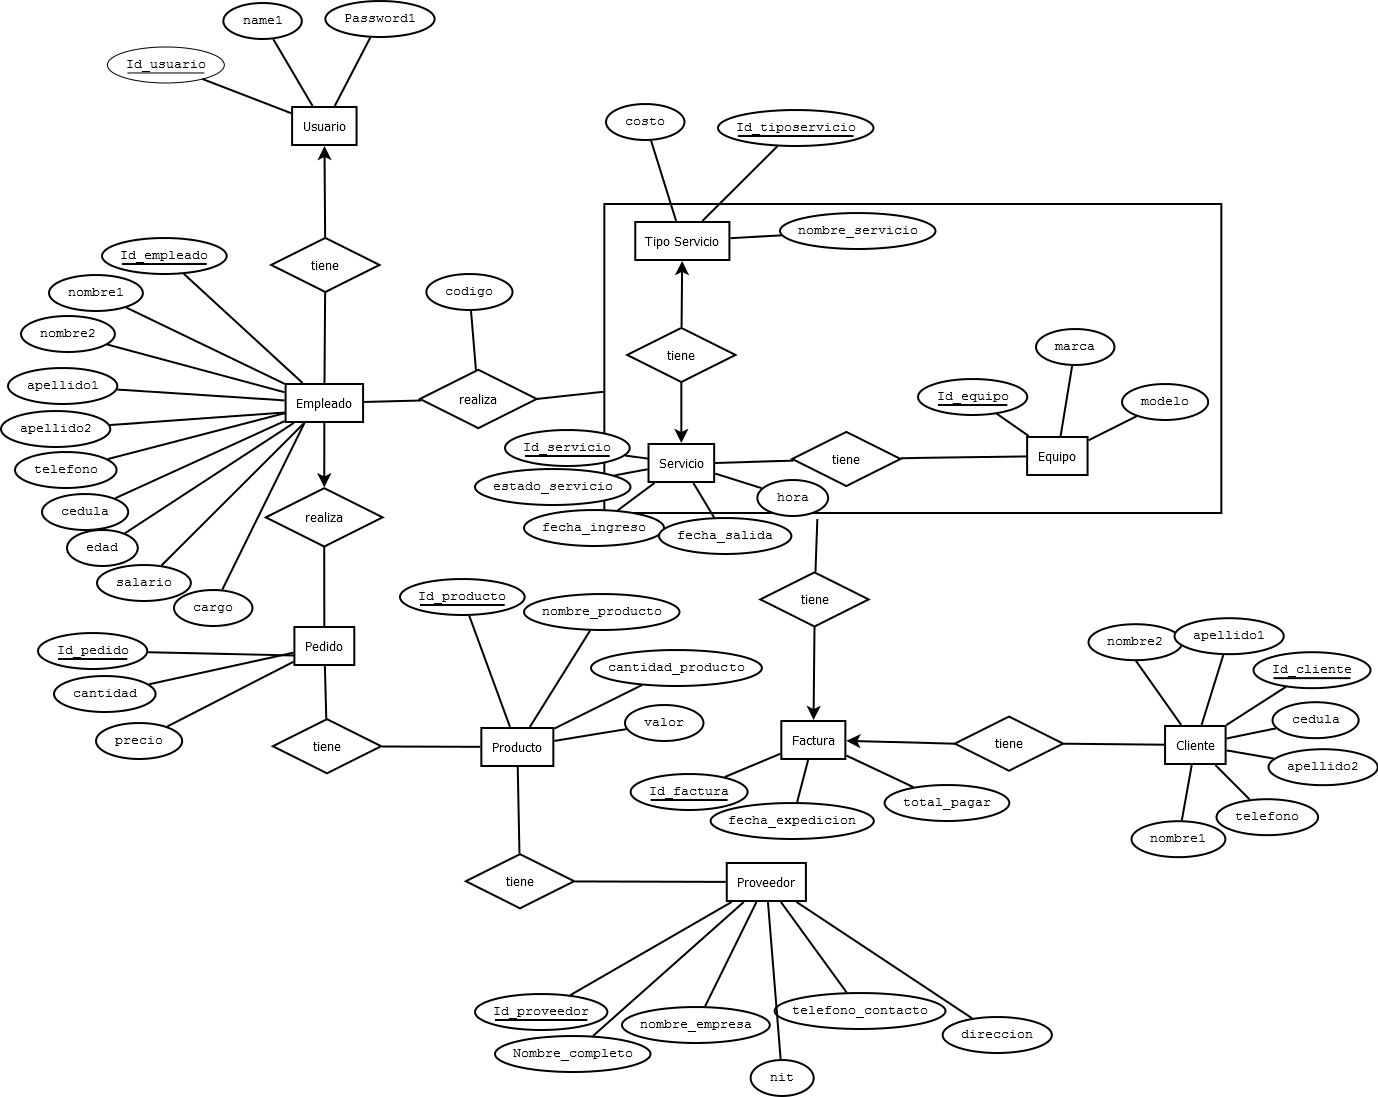 name1
Password1
Id_usuario
Usuario
costo
Id_tiposervicio
nombre_servicio
Tipo Servicio
Id_empleado
tiene
nombre1
codigo
nombre2
marca
tiene
apellido1
Id_equipo
modelo
Empleado
realiza
apellido2
Id_servicio
Equipo
telefono
Servicio
tiene
estado_servicio
hora
cedula
realiza
fecha_ingreso
fecha_salida
edad
salario
Id_producto
tiene
cargo
nombre_producto
nombre2
apellido1
Pedido
Id_pedido
cantidad_producto
Id_cliente
cantidad
valor
cedula
precio
tiene
Producto
Factura
tiene
Cliente
apellido2
Id_factura
total_pagar
telefono
fecha_expedicion
nombre1
tiene
Proveedor
Id_proveedor
telefono_contacto
nombre_empresa
direccion
Nombre_completo
nit